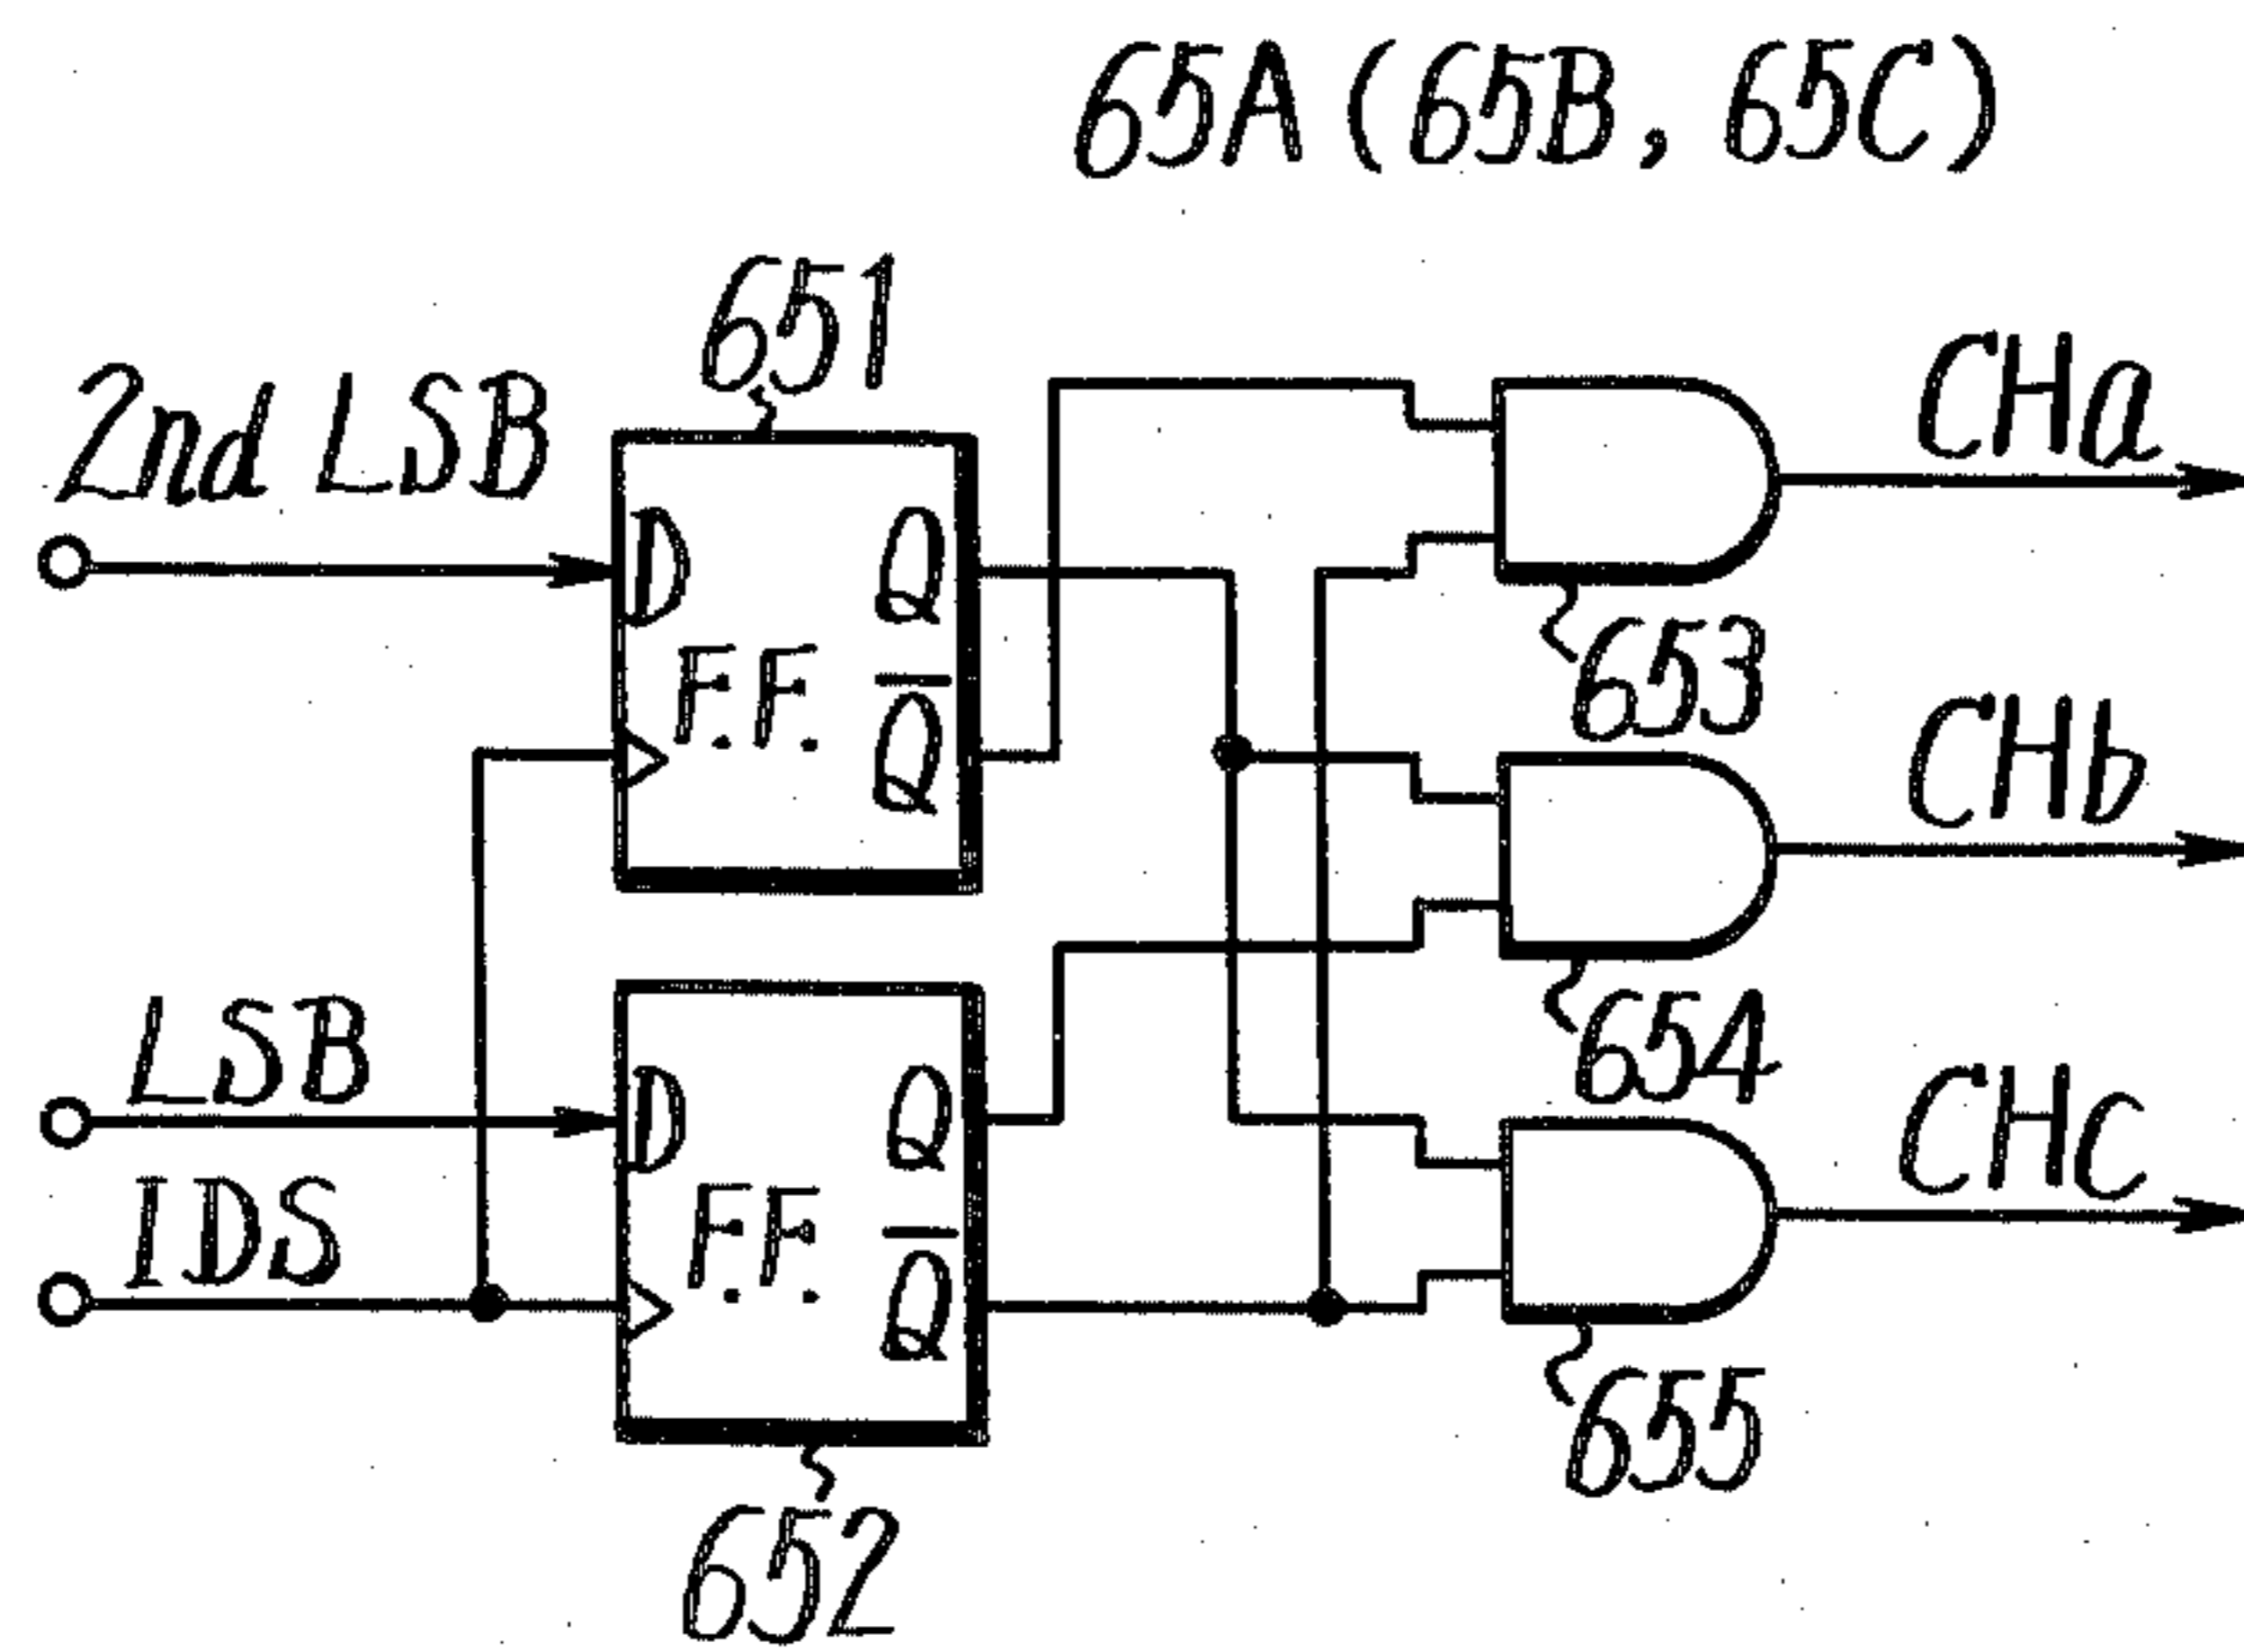 65A (65B, 65C)
651
2nd LSB
CHa
D
Q
F.F.
Q̅
653
CHb
654
LSB
D
Q
CHc
IDS
F.F.
Q̅
655
652